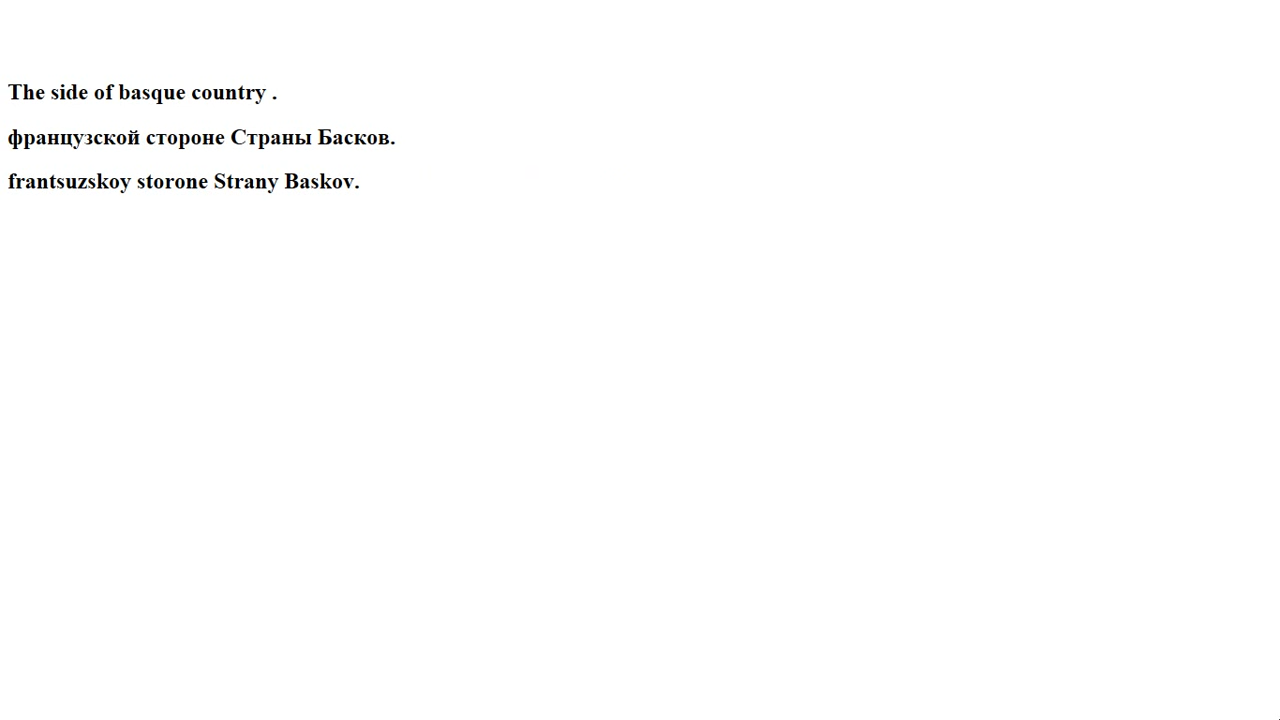 The side of basque country .
французской стороне Страны Басков.
frantsuzskoy storone Strany Baskov.